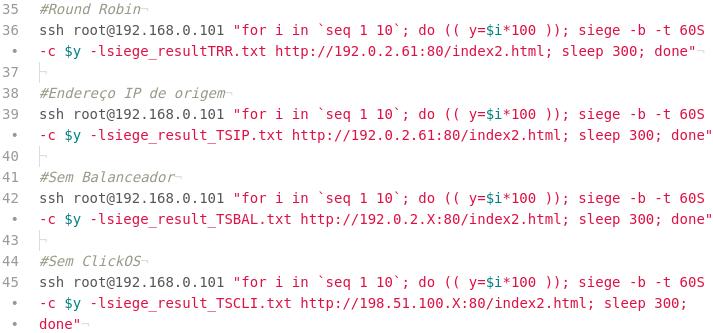 35 #Round Robin¬
36 ssh root@192.168.0.101 "for i in `seq 1 10`; do (( y=$i*100 )); siege -b -t 60S
• -c $y -lsiege_resultTRR.txt http://192.0.2.61:80/index2.html; sleep 300; done"¬
37 ¬
38 #Endereço IP de origem¬
39 ssh root@192.168.0.101 "for i in `seq 1 10`; do (( y=$i*100 )); siege -b -t 60S
• -c $y -lsiege_result_TSIP.txt http://192.0.2.61:80/index2.html; sleep 300; done"
40 ¬
41 #Sem Balanceador¬
42 ssh root@192.168.0.101 "for i in `seq 1 10`; do (( y=$i*100 )); siege -b -t 60S
• -c $y -lsiege_result_TSBAL.txt http://192.0.2.X:80/index2.html; sleep 300; done"
43 ¬
44 #Sem ClickOS¬
45 ssh root@192.168.0.101 "for i in `seq 1 10`; do (( y=$i*100 )); siege -b -t 60S
• -c $y -lsiege_result_TSCLI.txt http://198.51.100.X:80/index2.html; sleep 300;
• done"¬